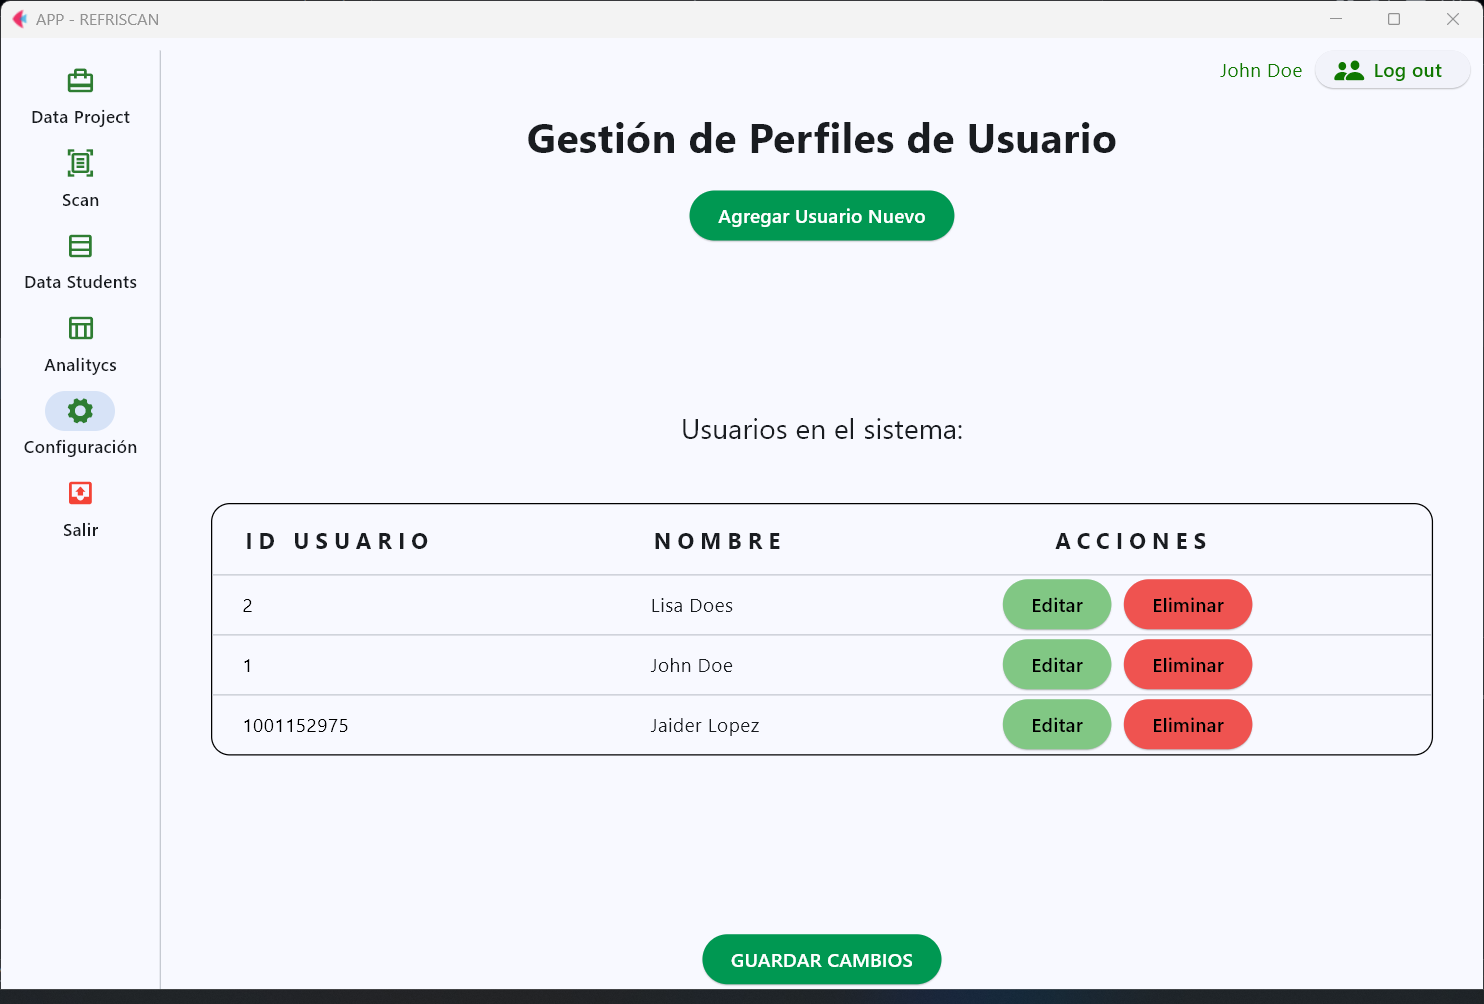 APP - REFRISCAN
John Doe
Log out
Data Project
Scan
Data Students
Analitycs
Configuración
Salir
Gestión de Perfiles de Usuario
Agregar Usuario Nuevo
Usuarios en el sistema:
ID USUARIO NOMBRE ACCIONES
2 Lisa Does Editar Eliminar
1 John Doe Editar Eliminar
1001152975 Jaider Lopez Editar Eliminar
GUARDAR CAMBIOS